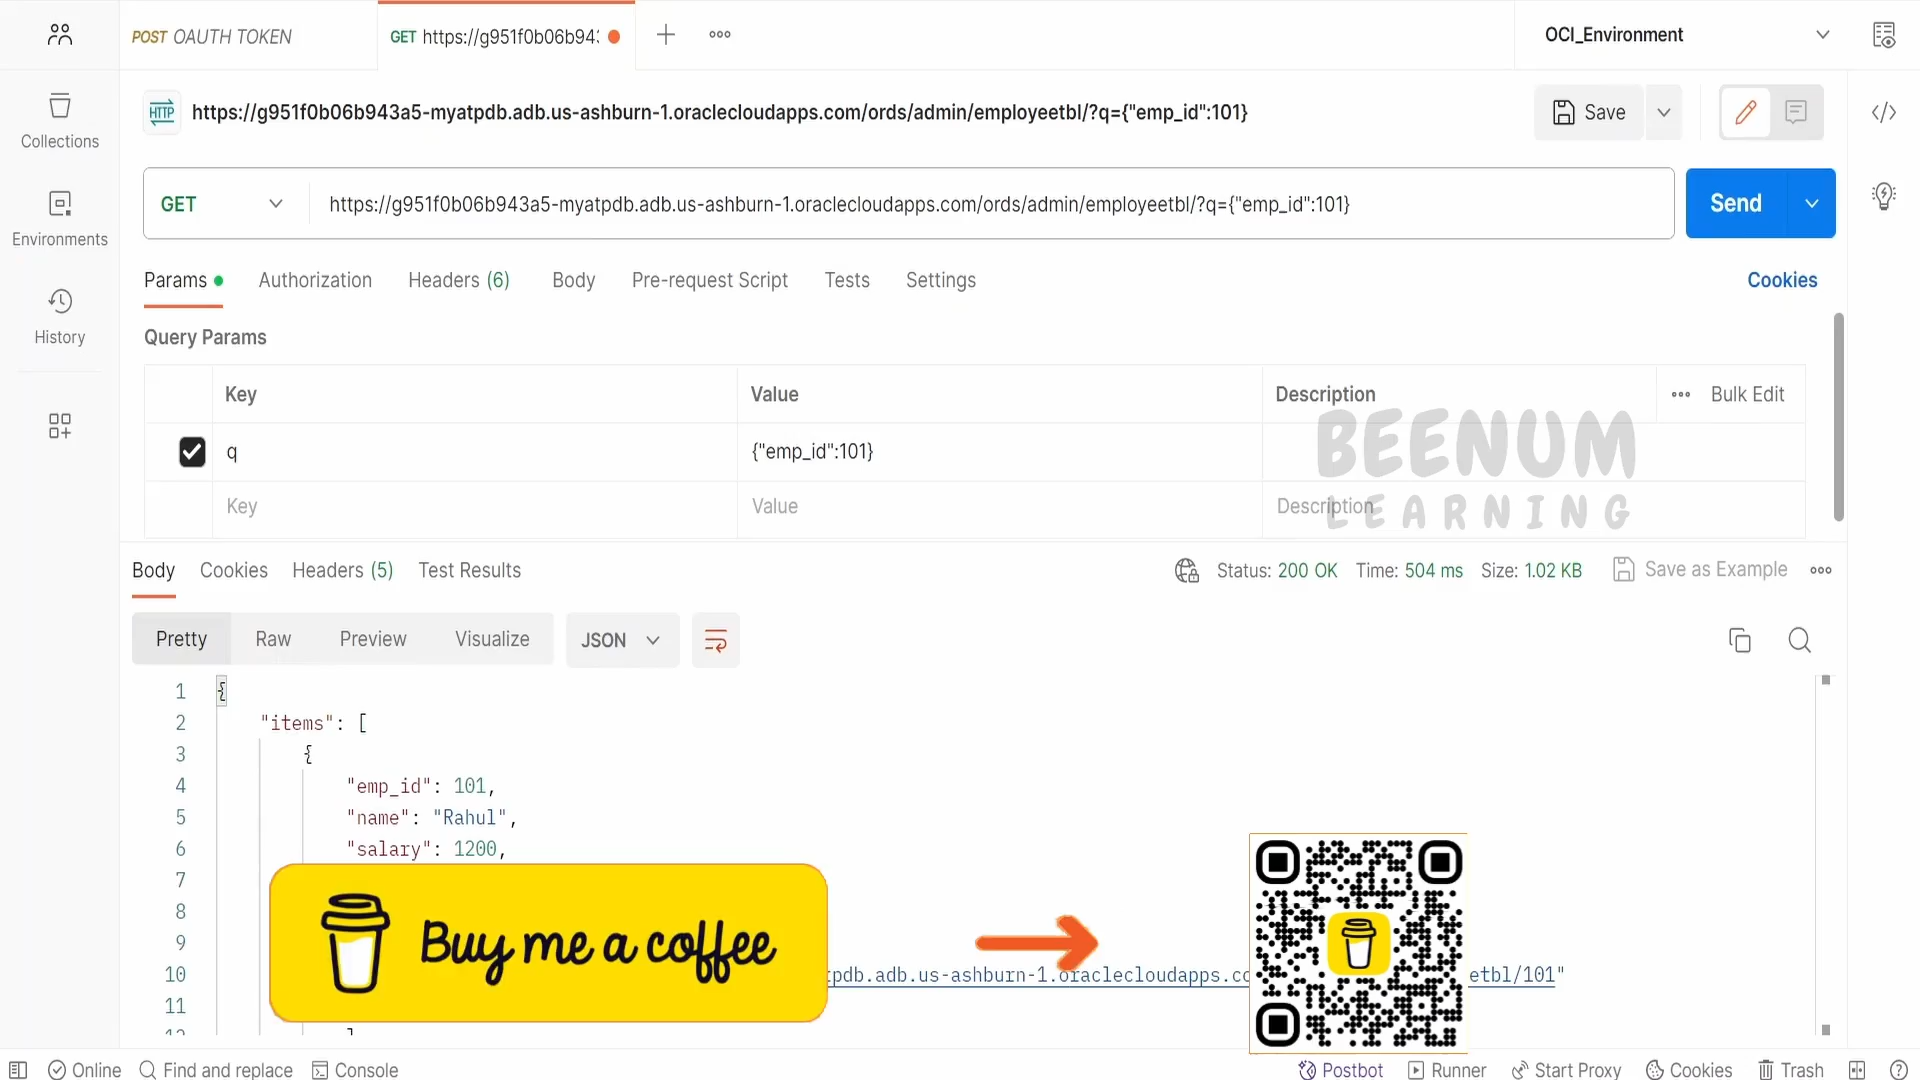 POST OAUTH TOKEN
GET https://g951f0b06b94:
OCI_Environment
HTTP https://g951f0b06b943a5-myatpdb.adb.us-ashburn-1.oraclecloudapps.com/ords/admin/employeetbl/?q={"emp_id":101}
Save
Collections
GET https://g951f0b06b943a5-myatpdb.adb.us-ashburn-1.oraclecloudapps.com/ords/admin/employeetbl/?q={"emp_id":101}
Send
Environments
Params Authorization Headers (6) Body Pre-request Script Tests Settings Cookies
History
Query Params
Key Value Description Bulk Edit
q {"emp_id":101}
Key Value Description
BEENUM
LEARNING
Body Cookies Headers (5) Test Results Status: 200 OK Time: 504 ms Size: 1.02 KB Save as Example
Pretty Raw Preview Visualize JSON
1 {
2 "items": [
3 {
4 "emp_id": 101,
5 "name": "Rahul",
6 "salary": 1200,
7
8
9
Buy me a coffee
10 tpdb.adb.us-ashburn-1.oraclecloudapps.co etbl/101"
11
12 ]
Online Find and replace Console Postbot Runner Start Proxy Cookies Trash